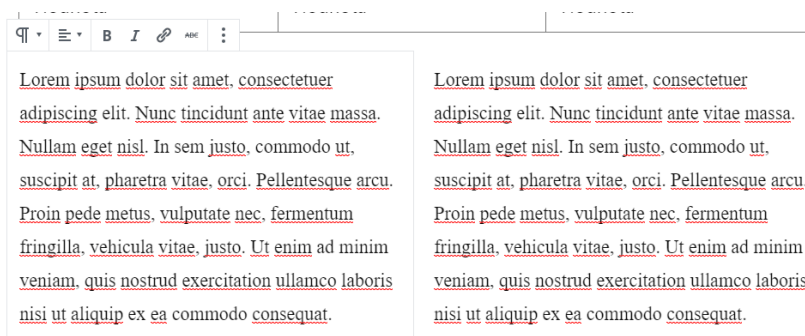 B I ABC
Lorem ipsum dolor sit amet, consectetuer
adipiscing elit. Nunc tincidunt ante vitae massa.
Nullam eget nisl. In sem justo, commodo ut,
suscipit at, pharetra vitae, orci. Pellentesque arcu.
Proin pede metus, vulputate nec, fermentum
fringilla, vehicula vitae, justo. Ut enim ad minim
veniam, quis nostrud exercitation ullamco laboris
nisi ut aliquip ex ea commodo consequat.
Lorem ipsum dolor sit amet, consectetuer
adipiscing elit. Nunc tincidunt ante vitae massa.
Nullam eget nisl. In sem justo, commodo ut,
suscipit at, pharetra vitae, orci. Pellentesque arcu.
Proin pede metus, vulputate nec, fermentum
fringilla, vehicula vitae, justo. Ut enim ad minim
veniam, quis nostrud exercitation ullamco laboris
nisi ut aliquip ex ea commodo consequat.